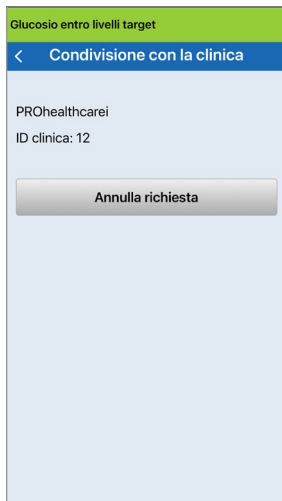 Glucosio entro livelli target
Condivisione con la clinica
PROhealthcarei
ID clinica: 12
Annulla richiesta